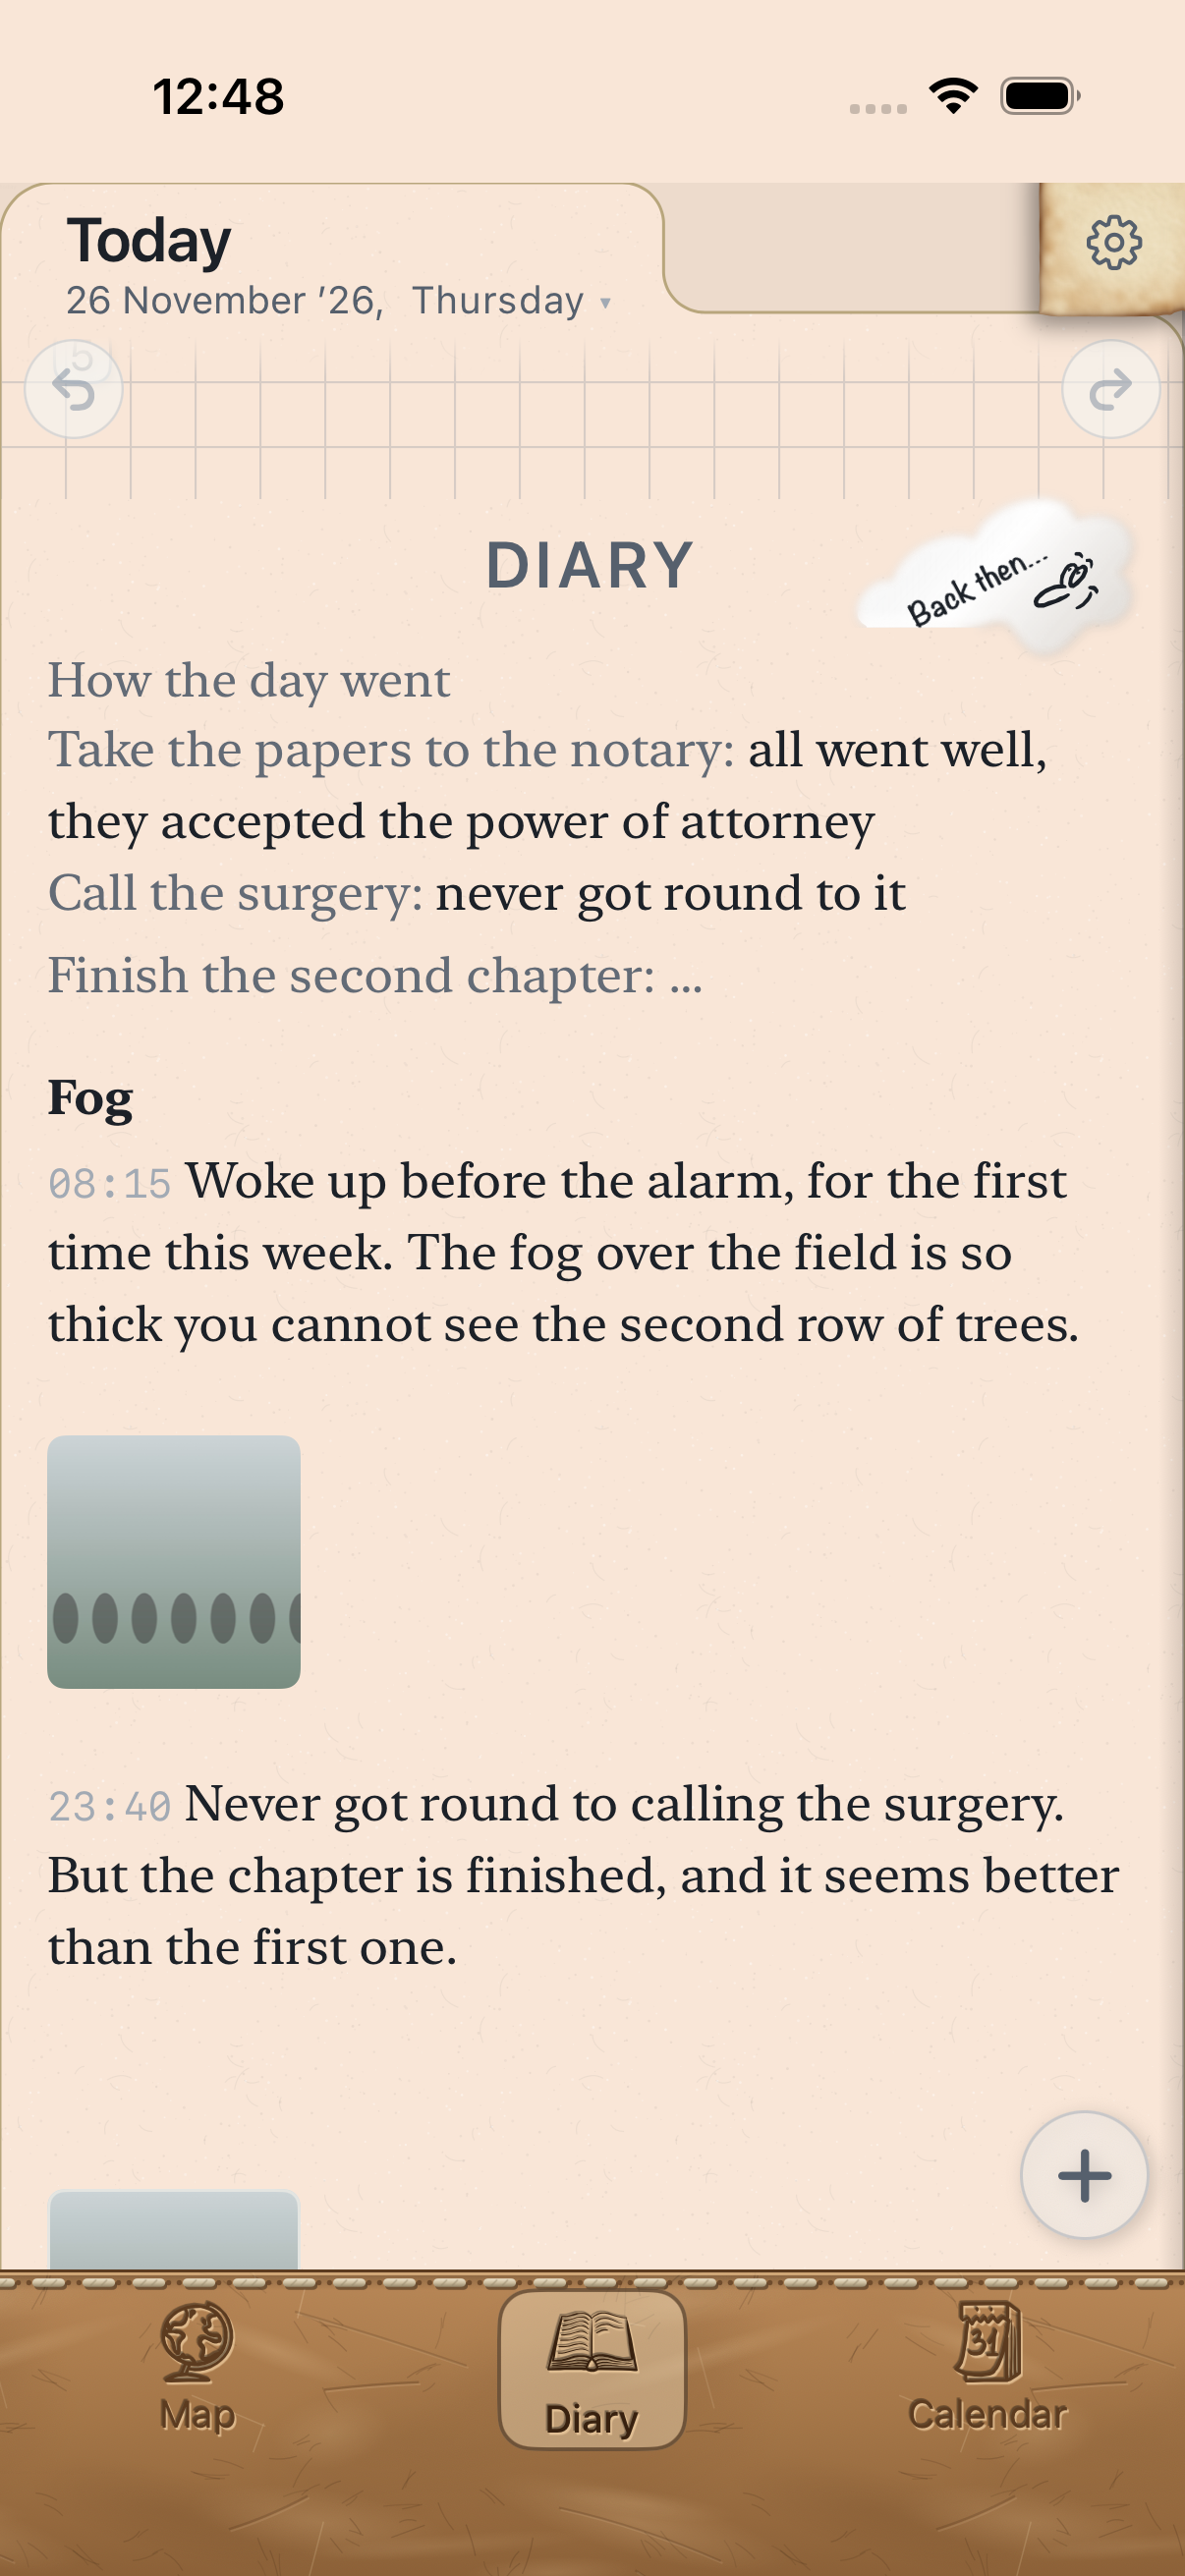 12:48
Today
26 November ’26, Thursday ▾
5
DIARY
Back then...
How the day went
Take the papers to the notary: all went well,
they accepted the power of attorney
Call the surgery: never got round to it
Finish the second chapter: ...
Fog
08:15 Woke up before the alarm, for the first
time this week. The fog over the field is so
thick you cannot see the second row of trees.
23:40 Never got round to calling the surgery.
But the chapter is finished, and it seems better
than the first one.
31
Map
Diary
Calendar